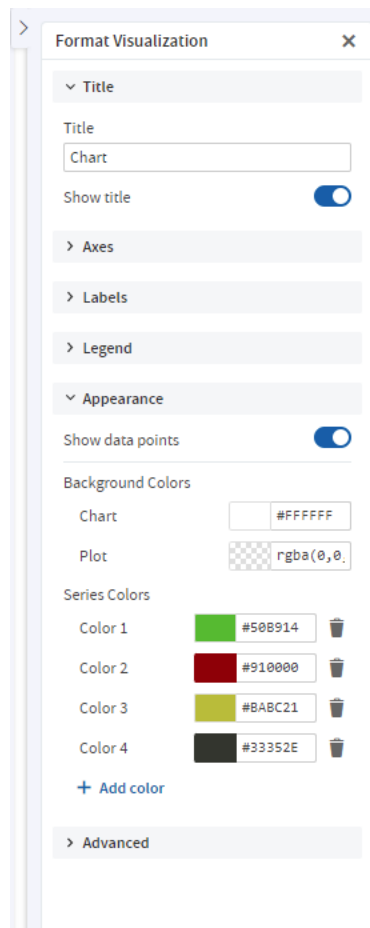 Format Visualization
Title
Title
Chart
Show title
Axes
Labels
Legend
Appearance
Show data points
Background Colors
Chart #FFFFFF
Plot rgba(0,0
Series Colors
Color 1 #50B914
Color 2 #910000
Color 3 #BABC21
Color 4 #33352E
+ Add color
Advanced